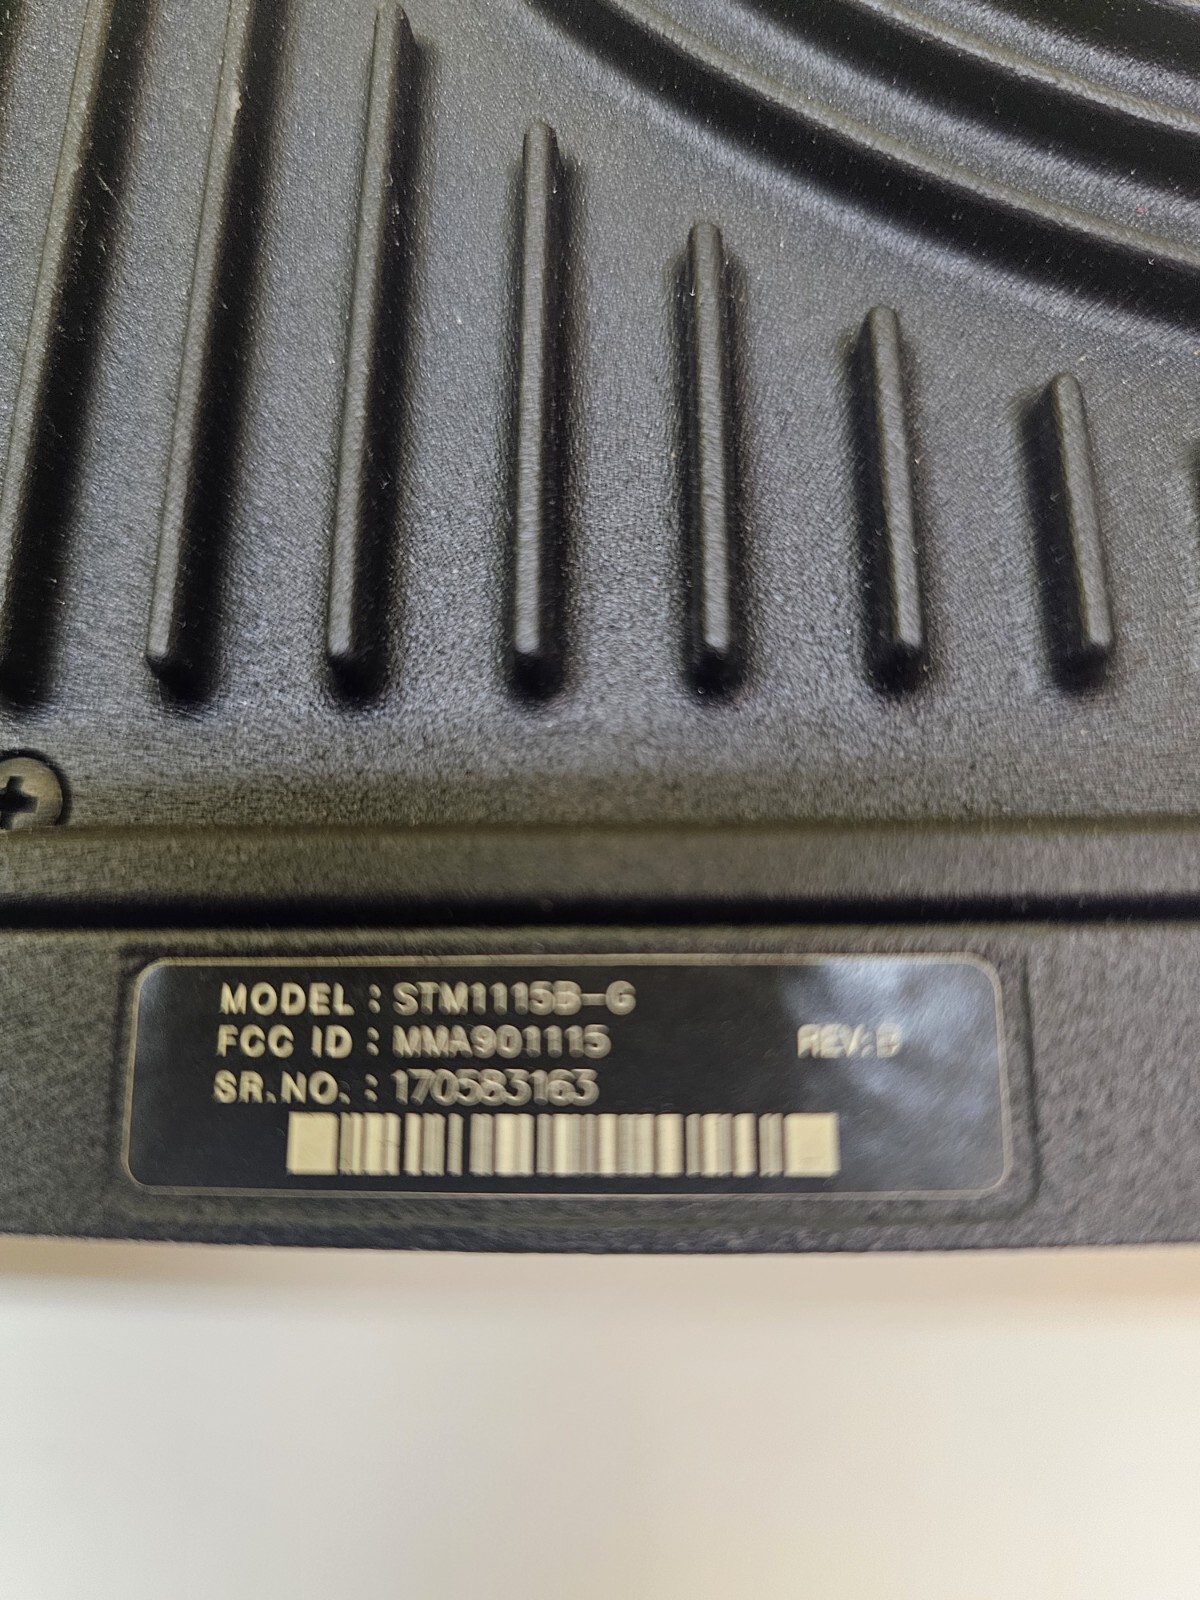 MODEL : STM1115B-G
FCC ID : MMA901115 REV:D
SR.NO. : 170583163